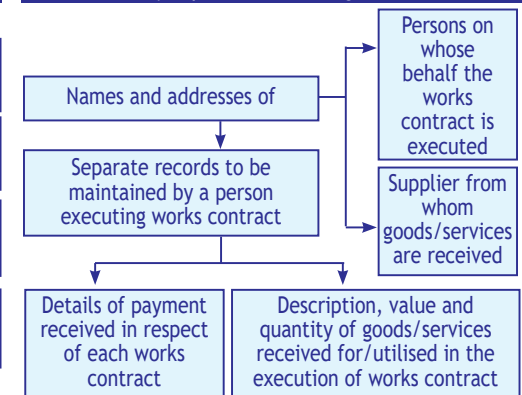 Names and addresses of
Persons on
whose
behalf the
works
contract is
executed
Supplier from
whom
goods/services
are received
Separate records to be
maintained by a person
executing works contract
Details of payment
received in respect
of each works
contract
Description, value and
quantity of goods/services
received for/utilised in the
execution of works contract